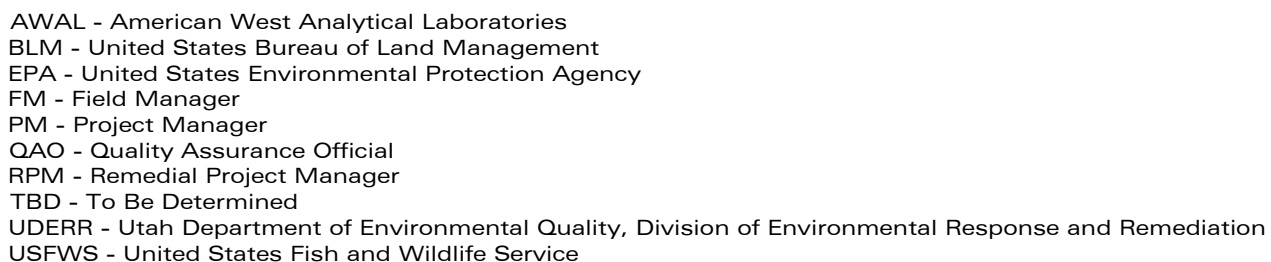 AWAL - American West Analytical Laboratories
BLM - United States Bureau of Land Management
EPA - United States Environmental Protection Agency
FM - Field Manager
PM - Project Manager
QAO - Quality Assurance Official
RPM - Remedial Project Manager
TBD - To Be Determined
UDERR - Utah Department of Environmental Quality, Division of Environmental Response and Remediation
USFWS - United States Fish and Wildlife Service